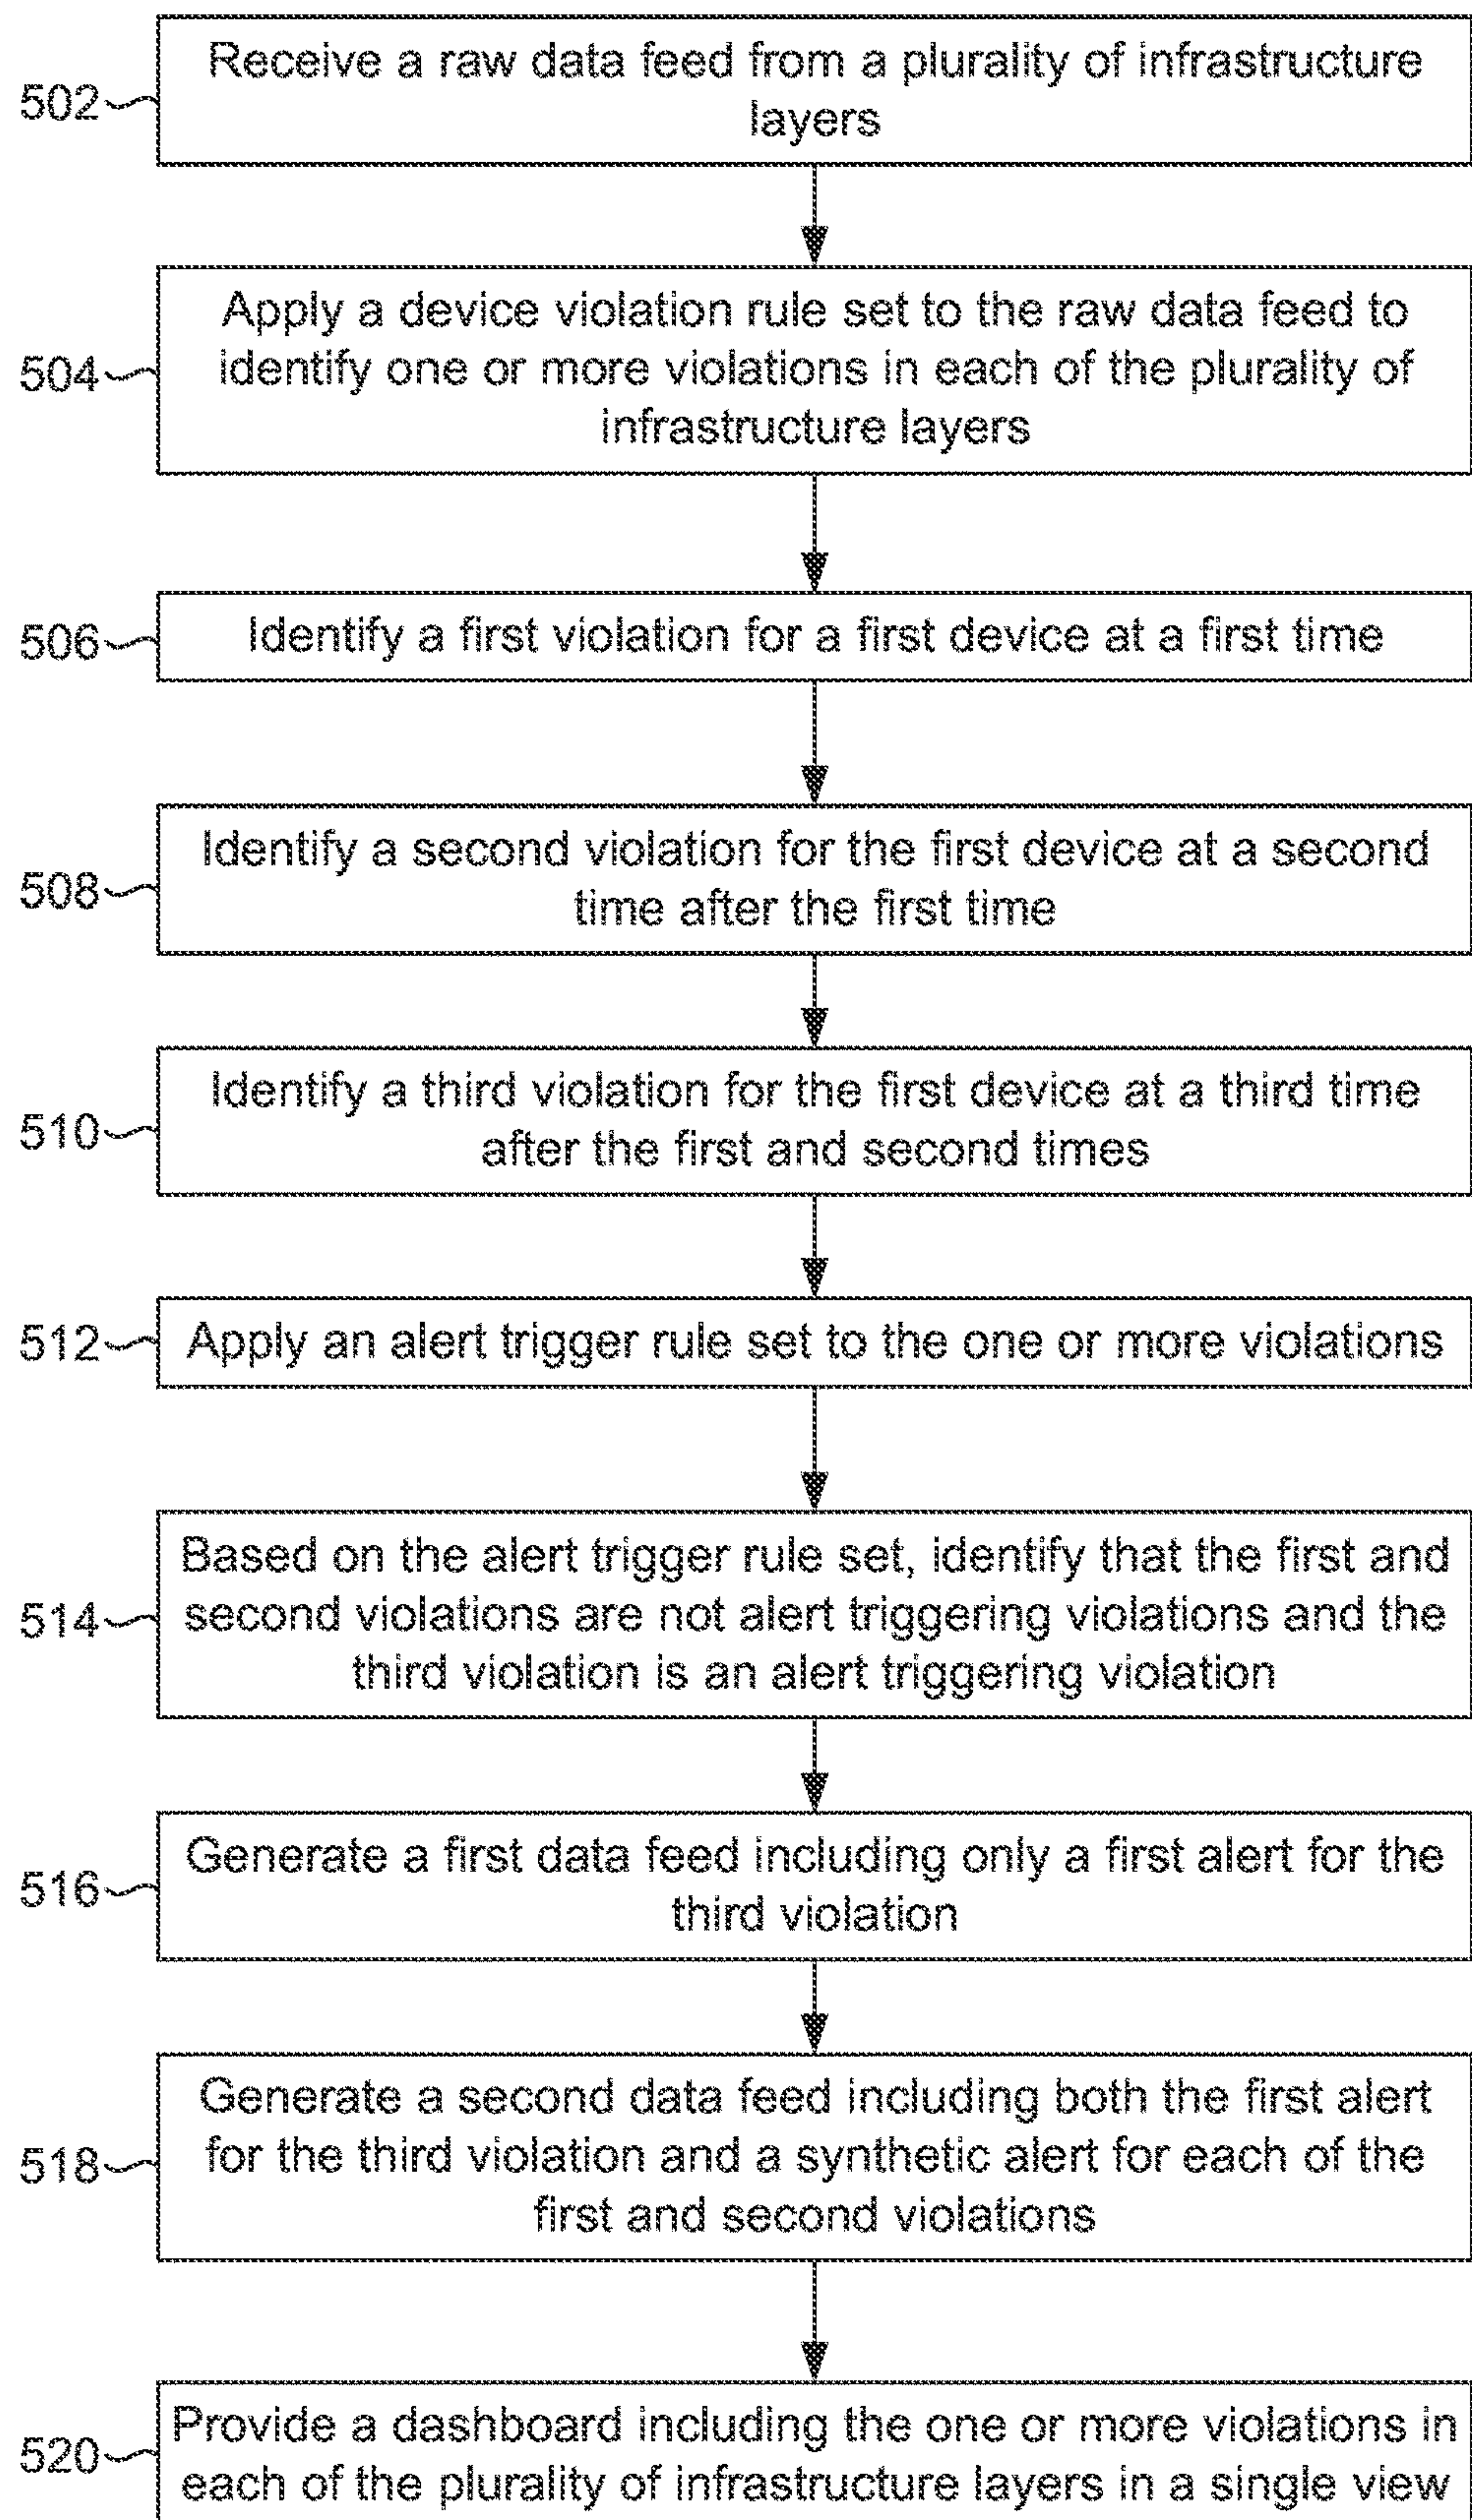 502
Receive a raw data feed from a plurality of infrastructure
layers
504
Apply a device violation rule set to the raw data feed to
identify one or more violations in each of the plurality of
infrastructure layers
506
Identify a first violation for a first device at a first time
508
Identify a second violation for the first device at a second
time after the first time
510
Identify a third violation for the first device at a third time
after the first and second times
512
Apply an alert trigger rule set to the one or more violations
514
Based on the alert trigger rule set, identify that the first and
second violations are not alert triggering violations and the
third violation is an alert triggering violation
516
Generate a first data feed including only a first alert for the
third violation
518
Generate a second data feed including both the first alert
for the third violation and a synthetic alert for each of the
first and second violations
520
Provide a dashboard including the one or more violations in
each of the plurality of infrastructure layers in a single view